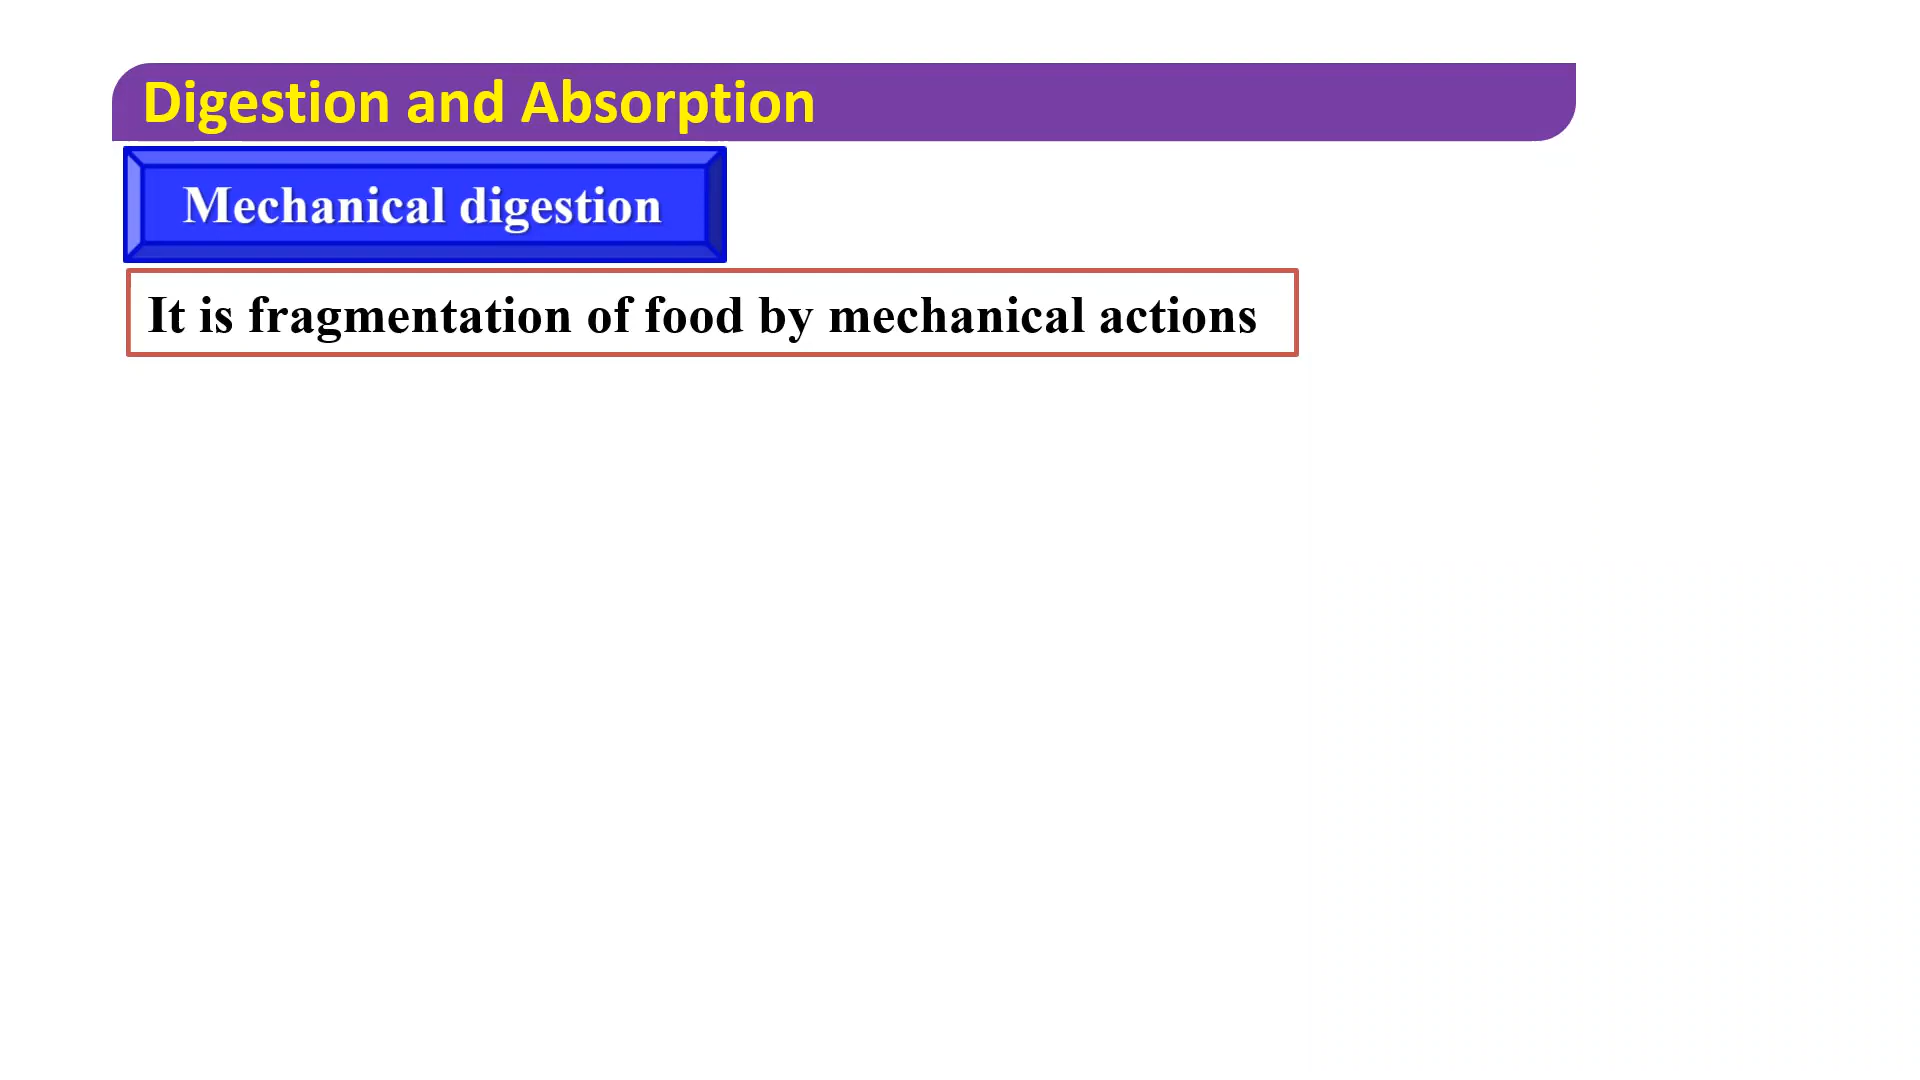 Digestion and Absorption
Mechanical digestion
It is fragmentation of food by mechanical actions